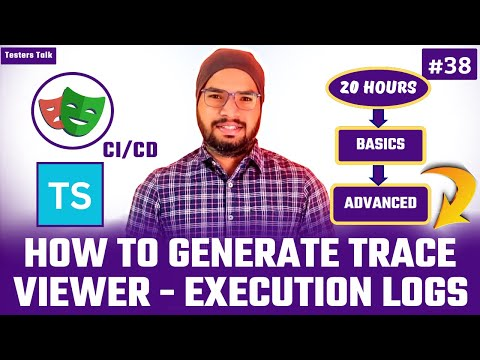 Testers Talk
#38
20 HOURS
CI/CD
BASICS
TS
ADVANCED
HOW TO GENERATE TRACE
VIEWER - EXECUTION LOGS